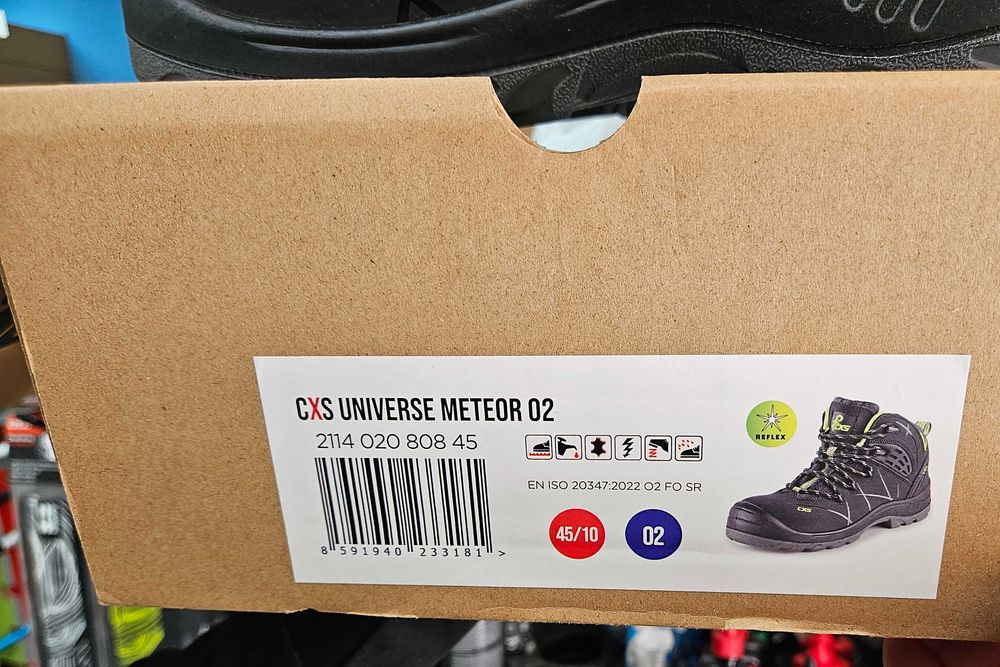 CXS UNIVERSE METEOR O2
2114 020 808 45
REFLEX
CXS
CXS
EN ISO 20347:2022 O2 FO SR
45/10
O2
8 591940 233181 >